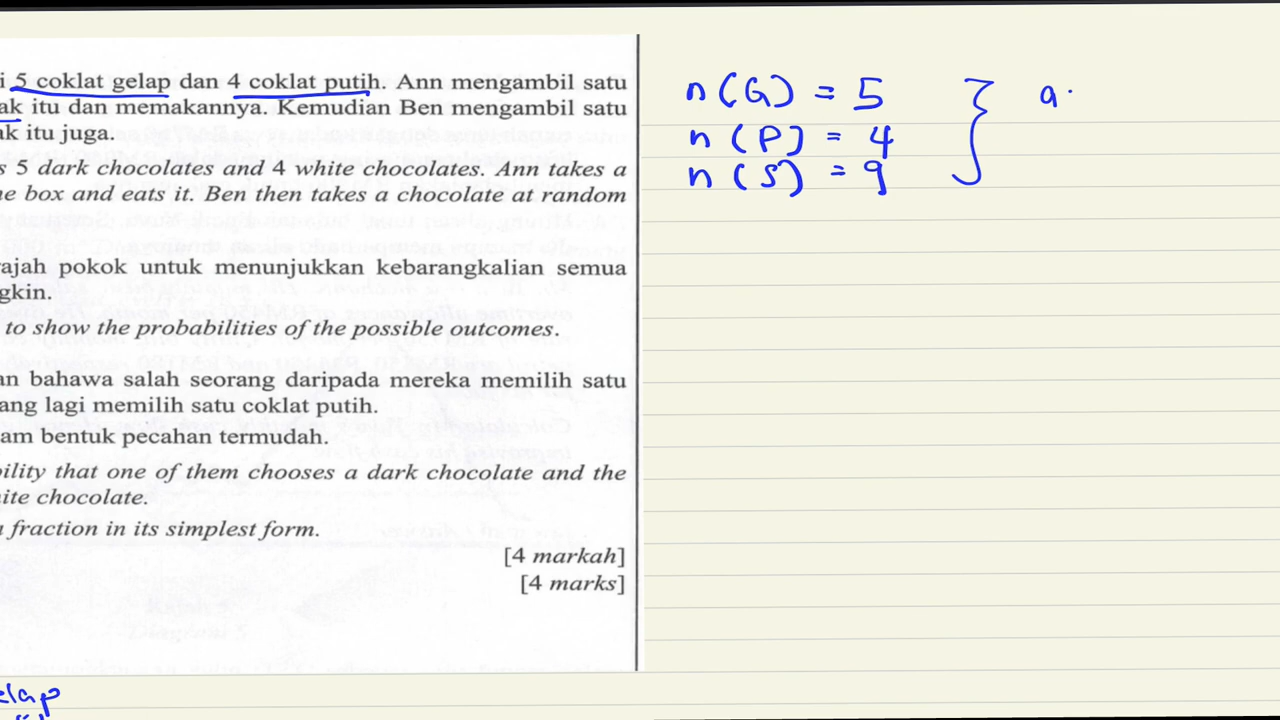 i 5 coklat gelap dan 4 coklat putih. Ann mengambil satu
ak itu dan memakannya. Kemudian Ben mengambil satu
ak itu juga.
s 5 dark chocolates and 4 white chocolates. Ann takes a
he box and eats it. Ben then takes a chocolate at random
rajah pokok untuk menunjukkan kebarangkalian semua
gkin.
to show the probabilities of the possible outcomes.
an bahawa salah seorang daripada mereka memilih satu
ang lagi memilih satu coklat putih.
am bentuk pecahan termudah.
bility that one of them chooses a dark chocolate and the
ite chocolate.
a fraction in its simplest form.
[4 markah]
[4 marks]
n(G) = 5
n(P) = 4
n(S) = 9
a.
elap